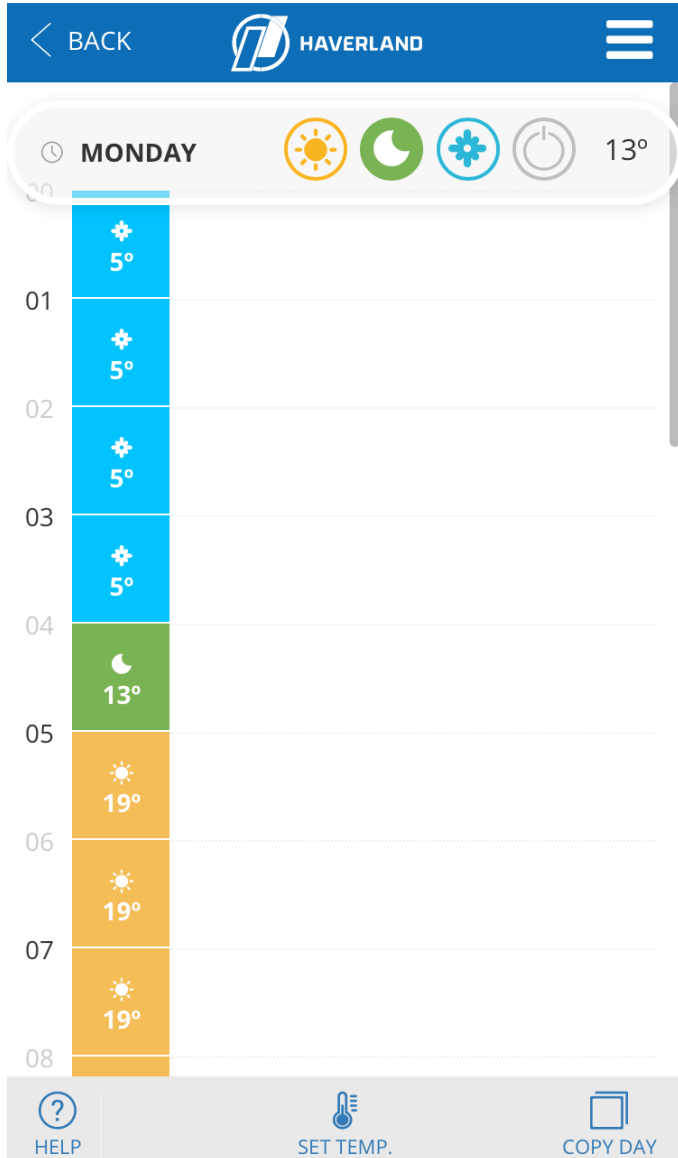 BACK
HAVERLAND
MONDAY 13º
00
5º
01
5º
02
5º
03
5º
04
13º
05
19º
06
19º
07
19º
08
? 
HELP
SET TEMP.
COPY DAY